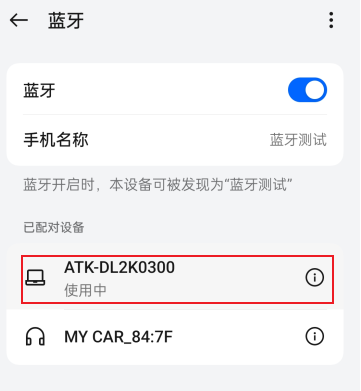 蓝牙
蓝牙
手机名称 蓝牙测试
蓝牙开启时，本设备可被发现为“蓝牙测试”
已配对设备
ATK-DL2K0300
使用中
MY CAR_84:7F